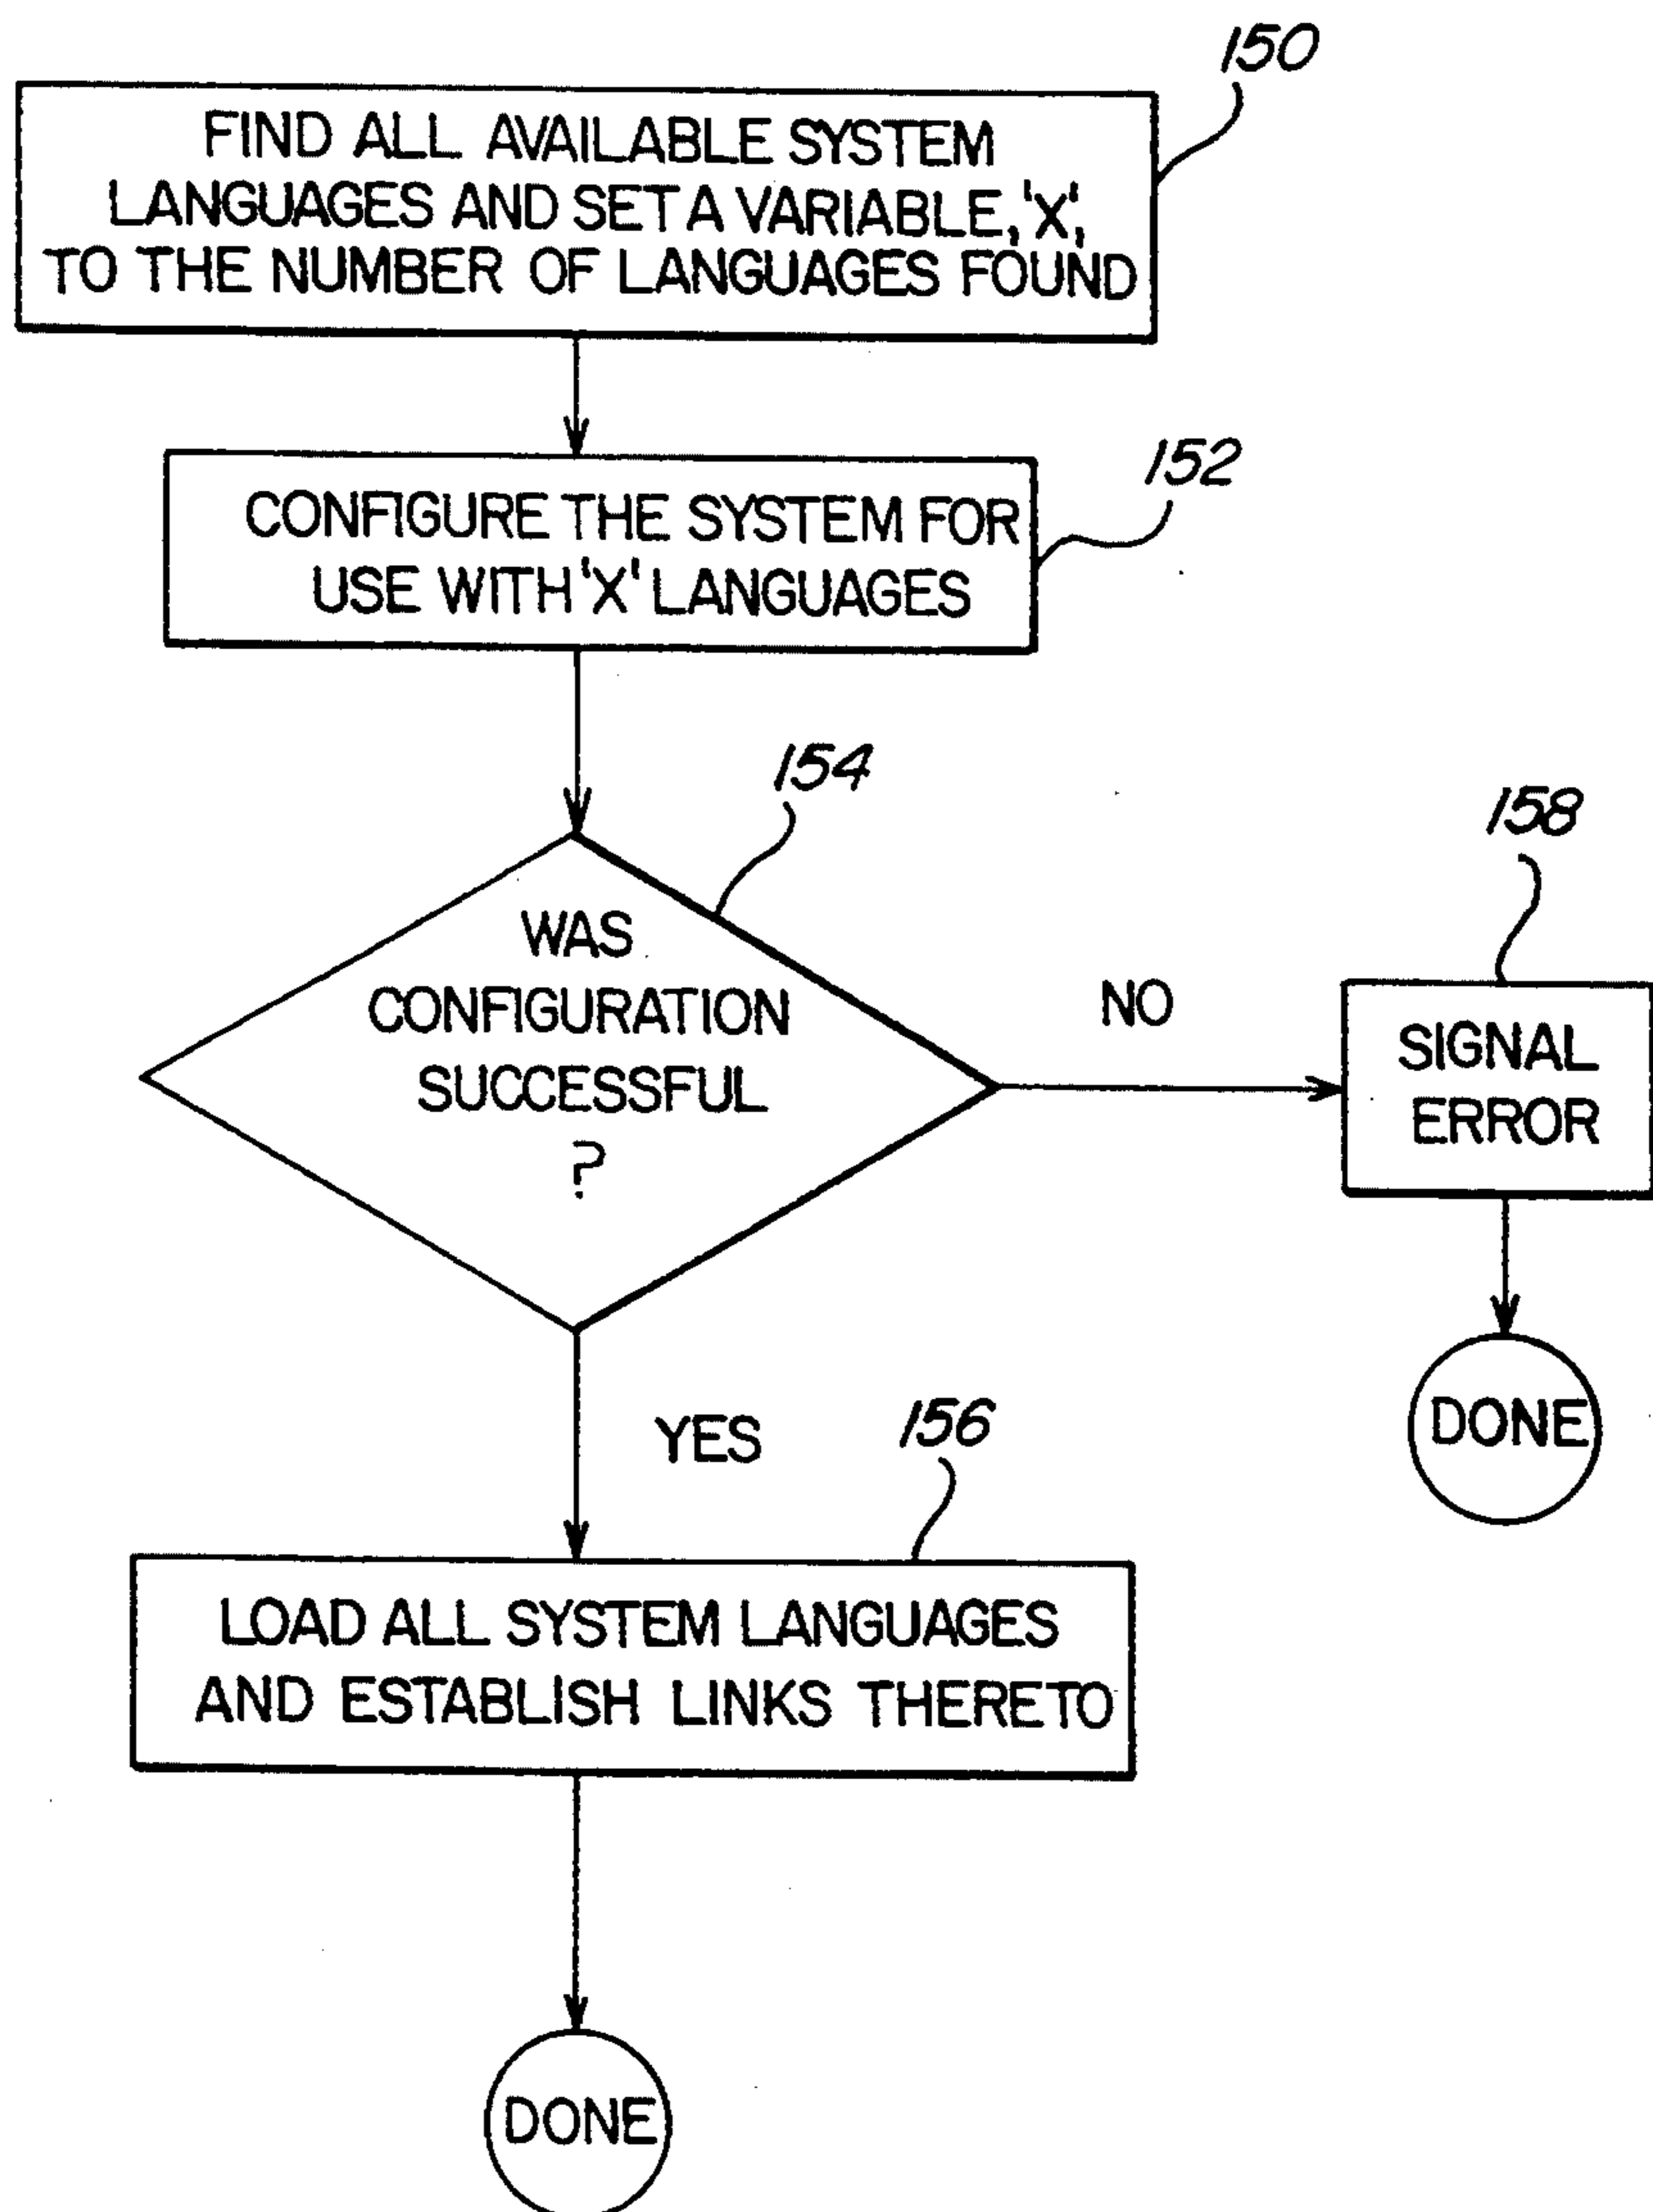 150
FIND ALL AVAILABLE SYSTEM
LANGUAGES AND SET A VARIABLE, 'X',
TO THE NUMBER OF LANGUAGES FOUND
152
CONFIGURE THE SYSTEM FOR
USE WITH 'X' LANGUAGES
154
158
WAS
CONFIGURATION
SUCCESSFUL
?
NO
SIGNAL
ERROR
DONE
YES
156
LOAD ALL SYSTEM LANGUAGES
AND ESTABLISH LINKS THERETO
DONE